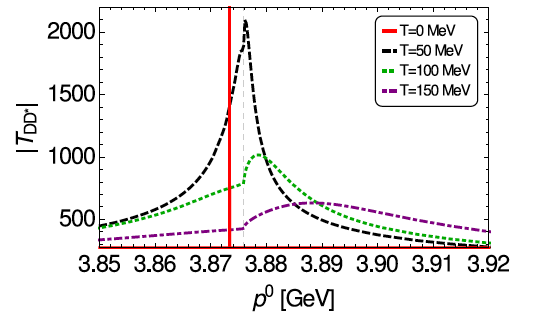 2000
1500
1000
500
|T_DD*|
T=0 MeV
T=50 MeV
T=100 MeV
T=150 MeV
3.85 3.86 3.87 3.88 3.89 3.90 3.91 3.92
p⁰ [GeV]